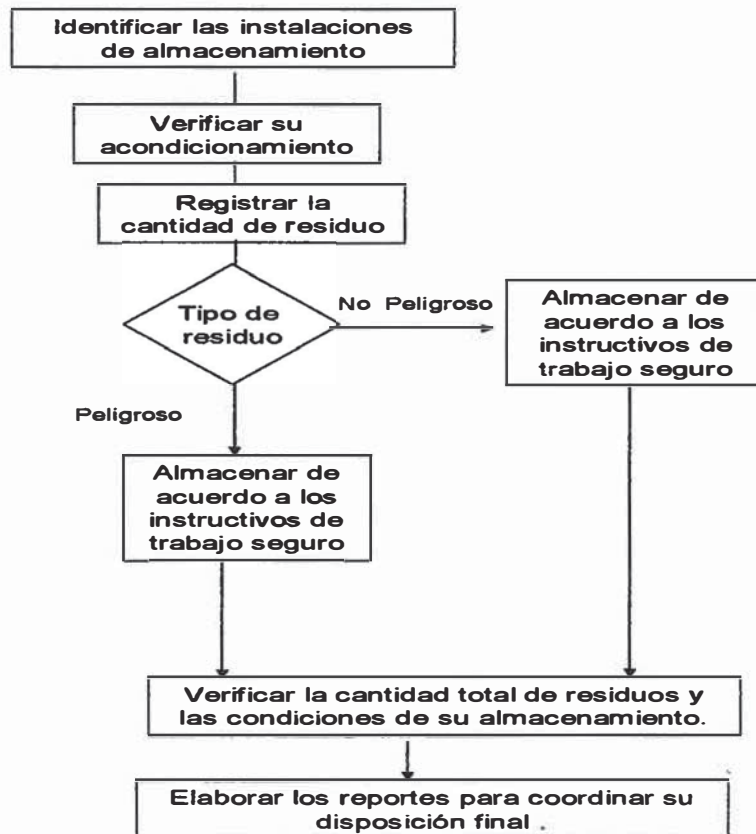 Identificar las instalaciones
de almacenamiento
Verificar su
acondicionamiento
Registrar la
cantidad de residuo
Tipo de
residuo
No Peligroso
Almacenar de
acuerdo a los
instructivos de
trabajo seguro
Peligroso
Almacenar de
acuerdo a los
instructivos de
trabajo seguro
Verificar la cantidad total de residuos y
las condiciones de su almacenamiento.
Elaborar los reportes para coordinar su
disposición final .